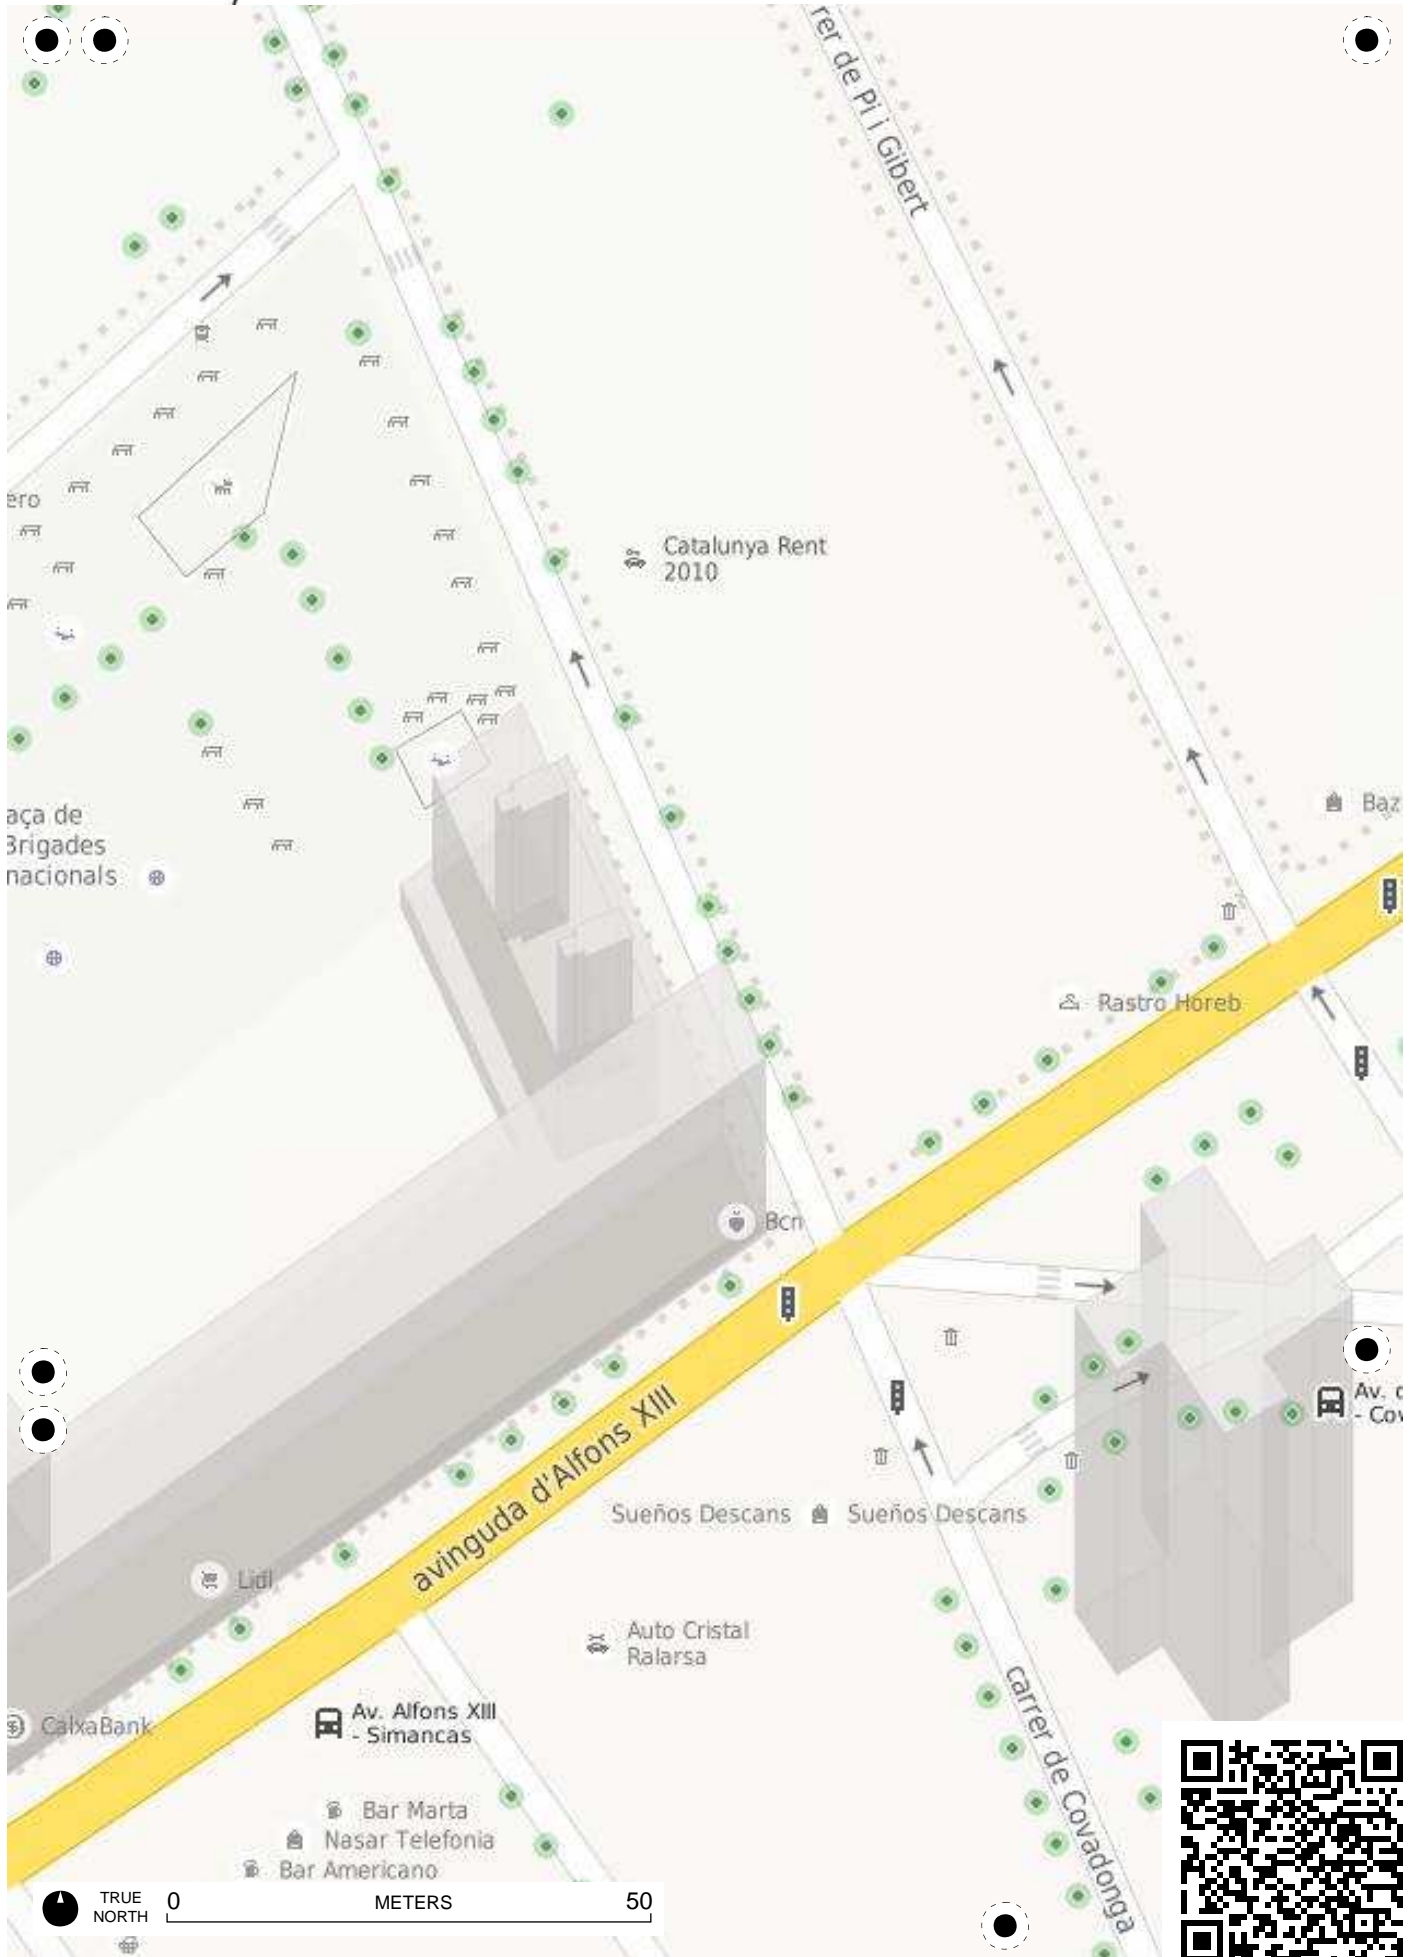 rer de Pi i Gibert
ero
Catalunya Rent
2010
Baz
aça de
Brigades
nacionals
Rastro Horeb
Bcn
Av. 
- Cov
avinguda d'Alfons XIII
Sueños Descans
Sueños Descans
Lidl
Auto Cristal
Ralarsa
Av. Alfons XIII
- Simancas
CaixaBank
carrer de Covadonga
Bar Marta
Nasar Telefonia
Bar Americano
TRUE
NORTH
0 METERS 50